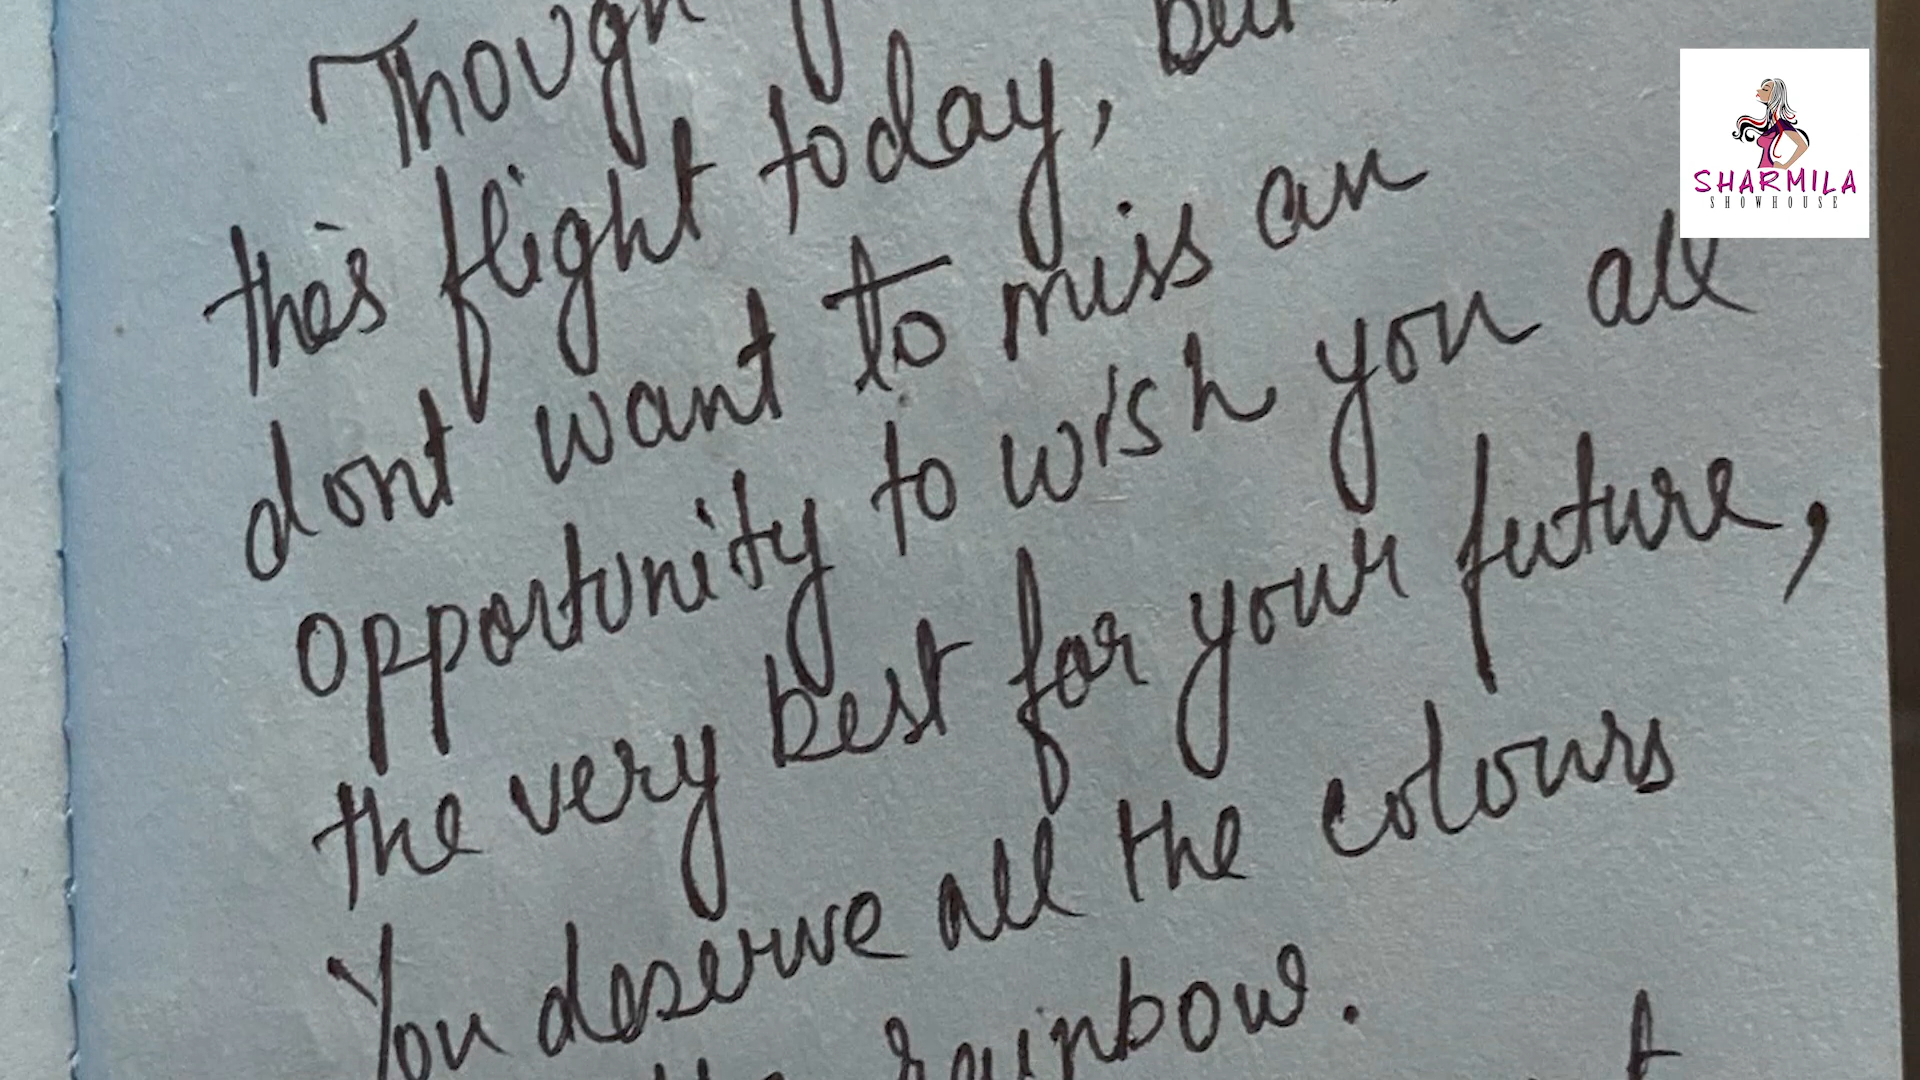 Though
this flight today, but
dont want to miss an
opportunity to wish you all
the very best for your future,
You deserve all the colours
rainbow.
SHARMILA
SHOWHOUSE